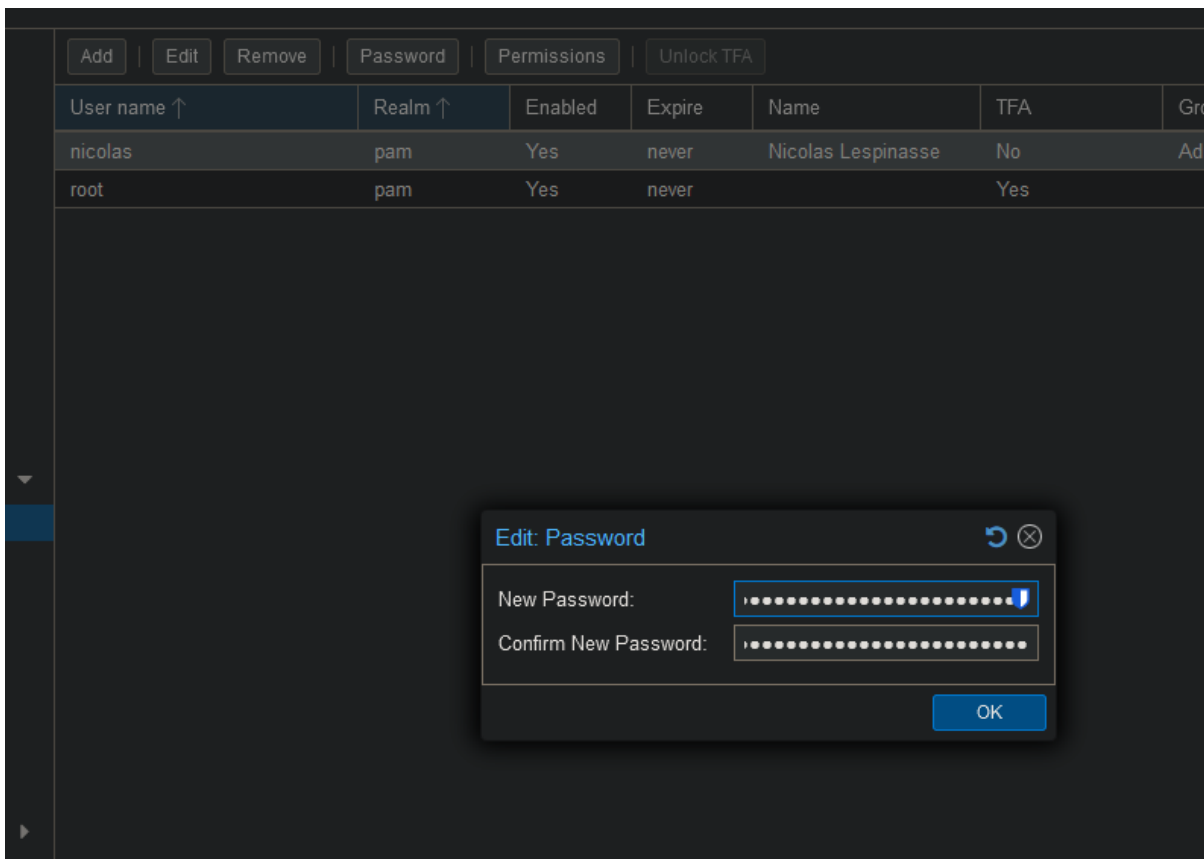 Add Edit Remove Password Permissions Unlock TFA
User name Realm Enabled Expire Name TFA
nicolas pam Yes never Nicolas Lespinasse No
root pam Yes never Yes
Edit: Password
New Password:
Confirm New Password:
OK